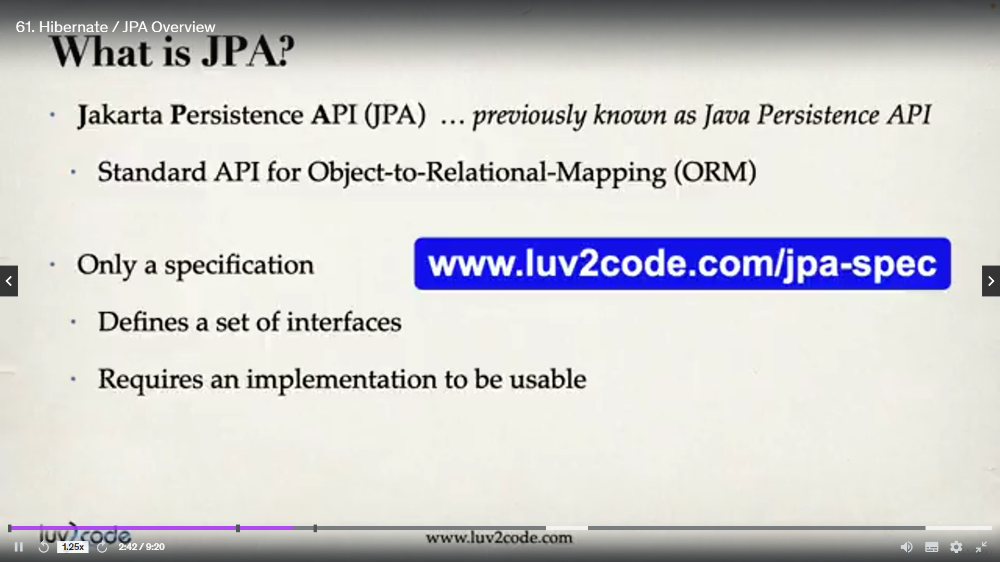 61. Hibernate / JPA Overview
What is JPA?
• Jakarta Persistence API (JPA) … previously known as Java Persistence API
• Standard API for Object-to-Relational-Mapping (ORM)
• Only a specification
www.luv2code.com/jpa-spec
• Defines a set of interfaces
• Requires an implementation to be usable
luv2code
www.luv2code.com
1.25x
2:42 / 9:20